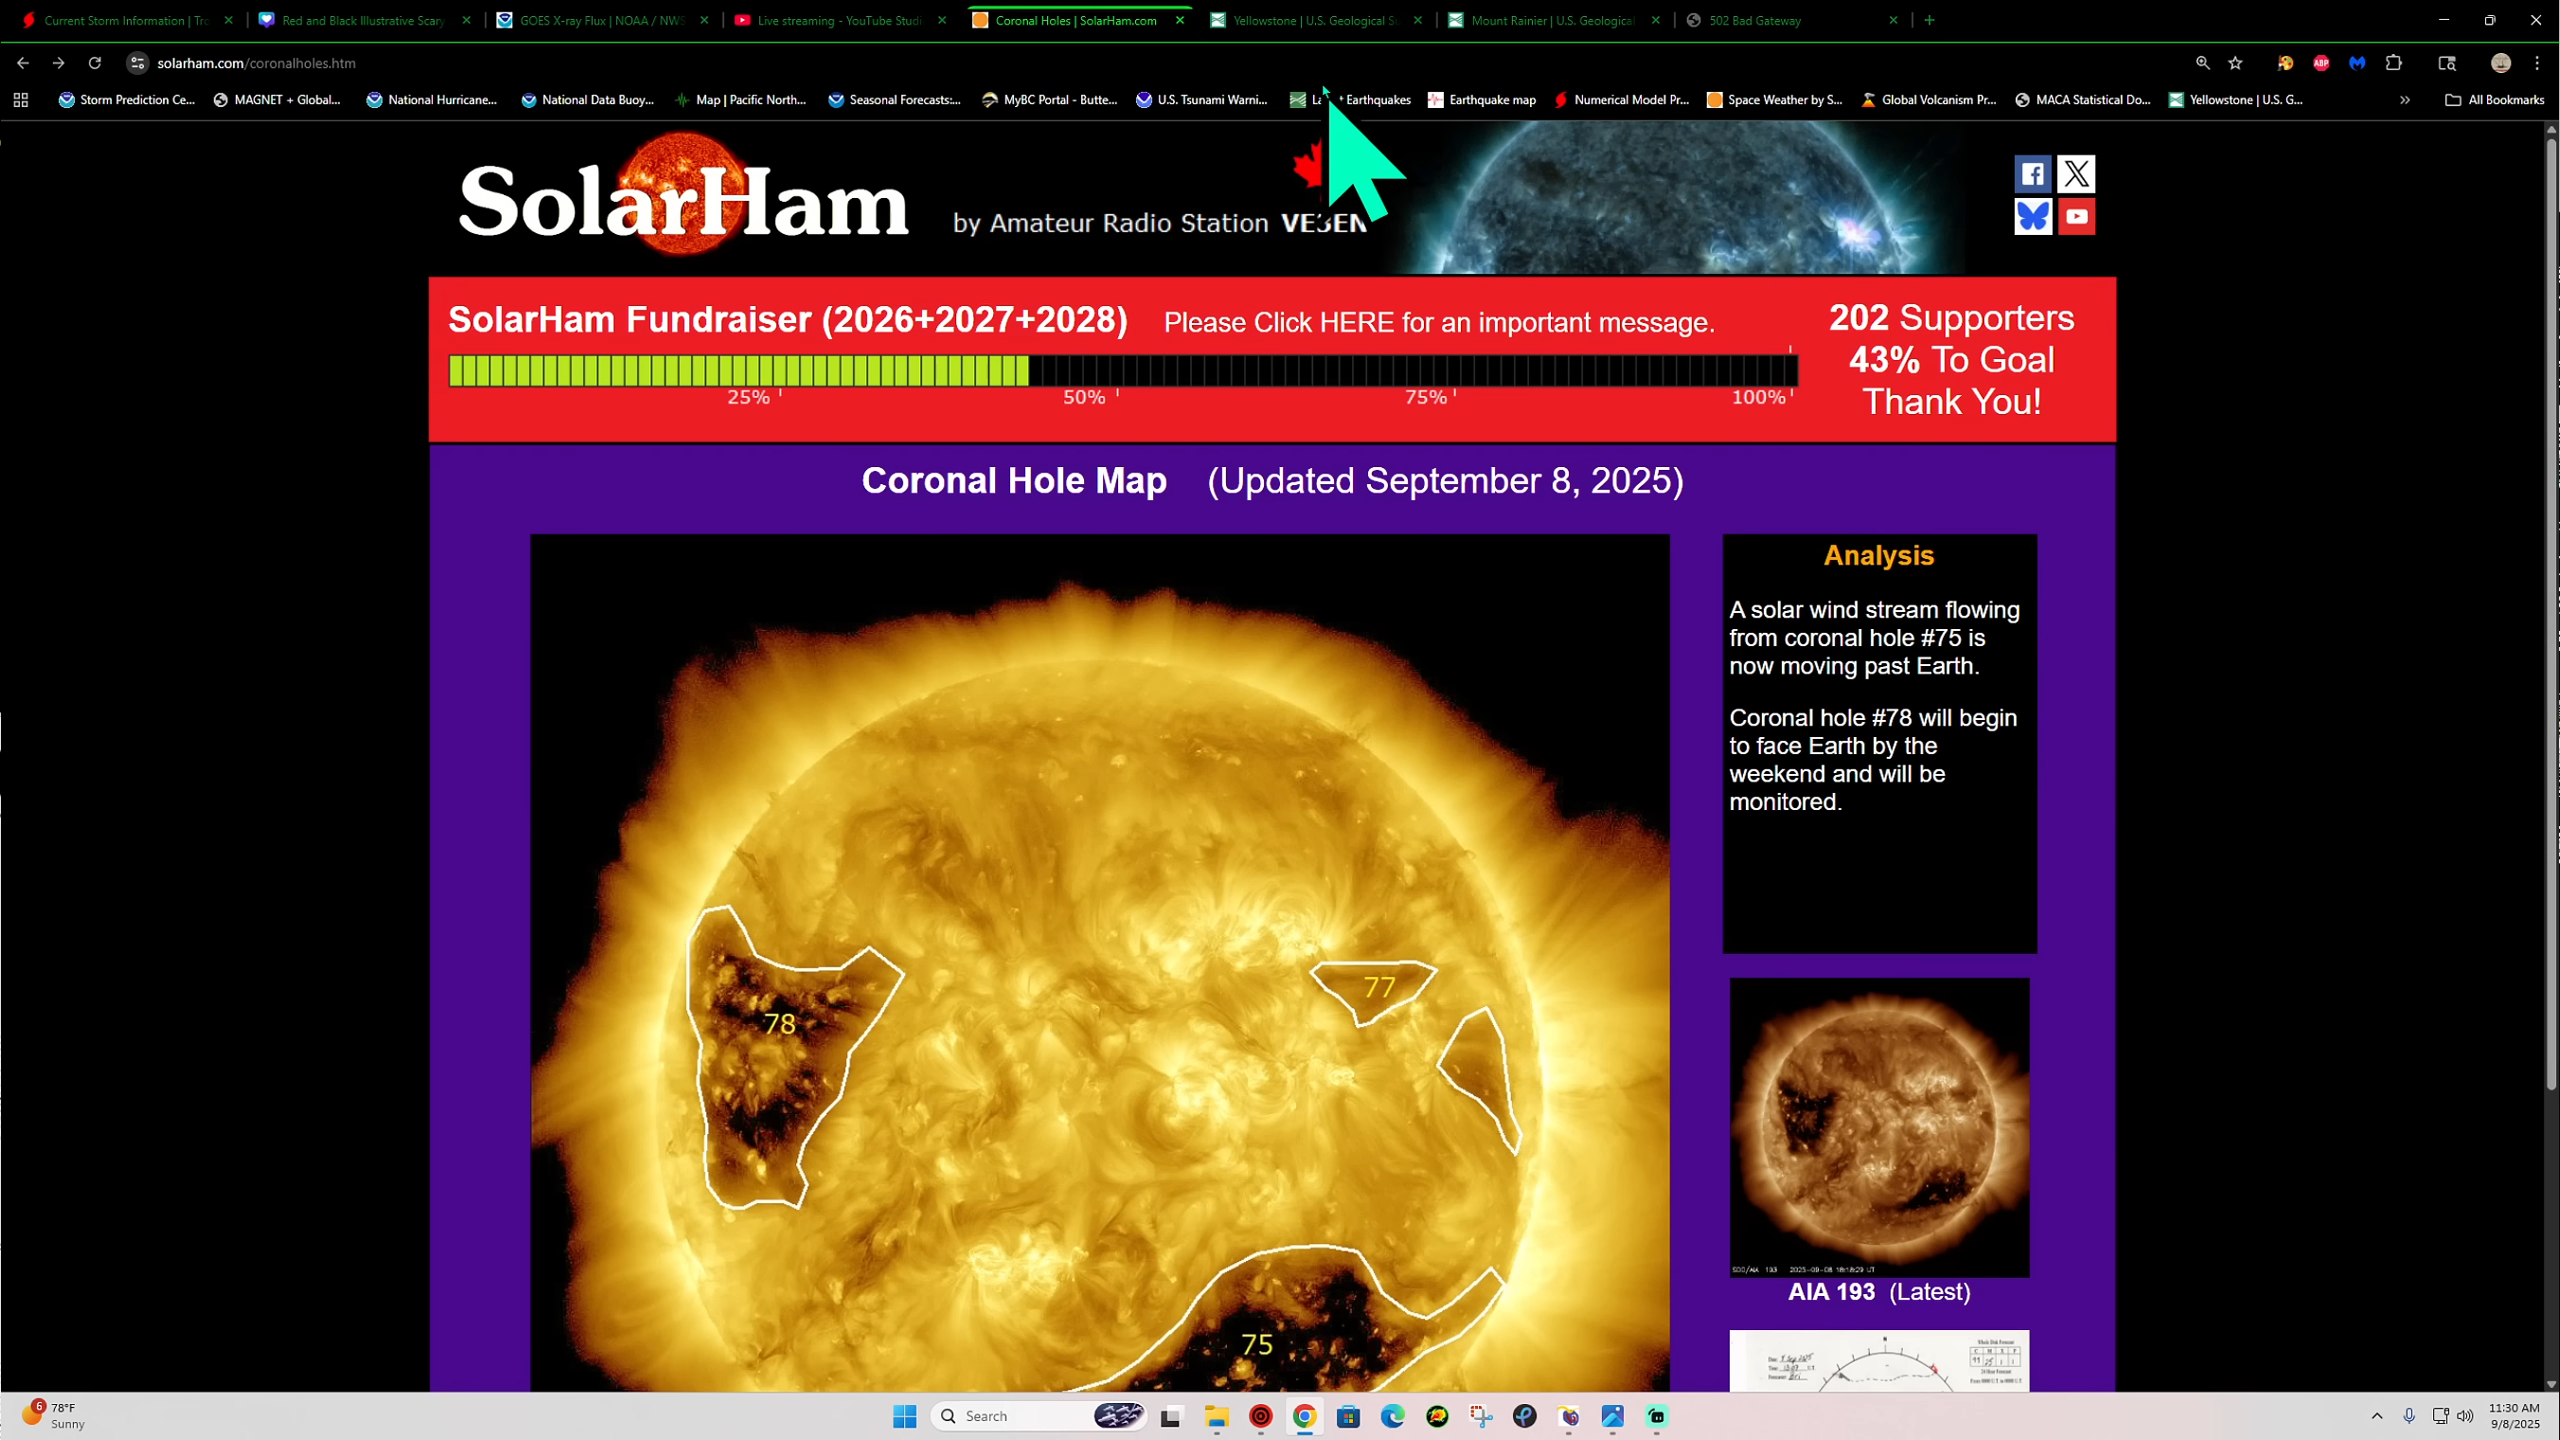 Current Storm Information | Tro
Red and Black Illustrative Scary
GOES X-ray Flux | NOAA / NWS
Live streaming - YouTube Studi
Coronal Holes | SolarHam.com
Yellowstone | U.S. Geological S
Mount Rainier | U.S. Geological
502 Bad Gateway
solarham.com/coronalholes.htm
ABP
Storm Prediction Ce...
MAGNET + Global...
National Hurricane...
National Data Buoy...
Map | Pacific North...
Seasonal Forecasts:...
MyBC Portal - Butte...
U.S. Tsunami Warni...
Earthquakes
Earthquake map
Numerical Model Pr...
Space Weather by S...
Global Volcanism Pr...
MACA Statistical Do...
Yellowstone | U.S. G...
All Bookmarks
SolarHam
by Amateur Radio Station VE3EN
SolarHam Fundraiser (2026+2027+2028)
Please Click HERE for an important message.
202 Supporters
43% To Goal
Thank You!
25%
50%
75%
100%
Coronal Hole Map (Updated September 8, 2025)
Analysis
A solar wind stream flowing
from coronal hole #75 is
now moving past Earth.
Coronal hole #78 will begin
to face Earth by the
weekend and will be
monitored.
78
77
75
AIA 193 (Latest)
6
78°F
Sunny
Search
11:30 AM
9/8/2025